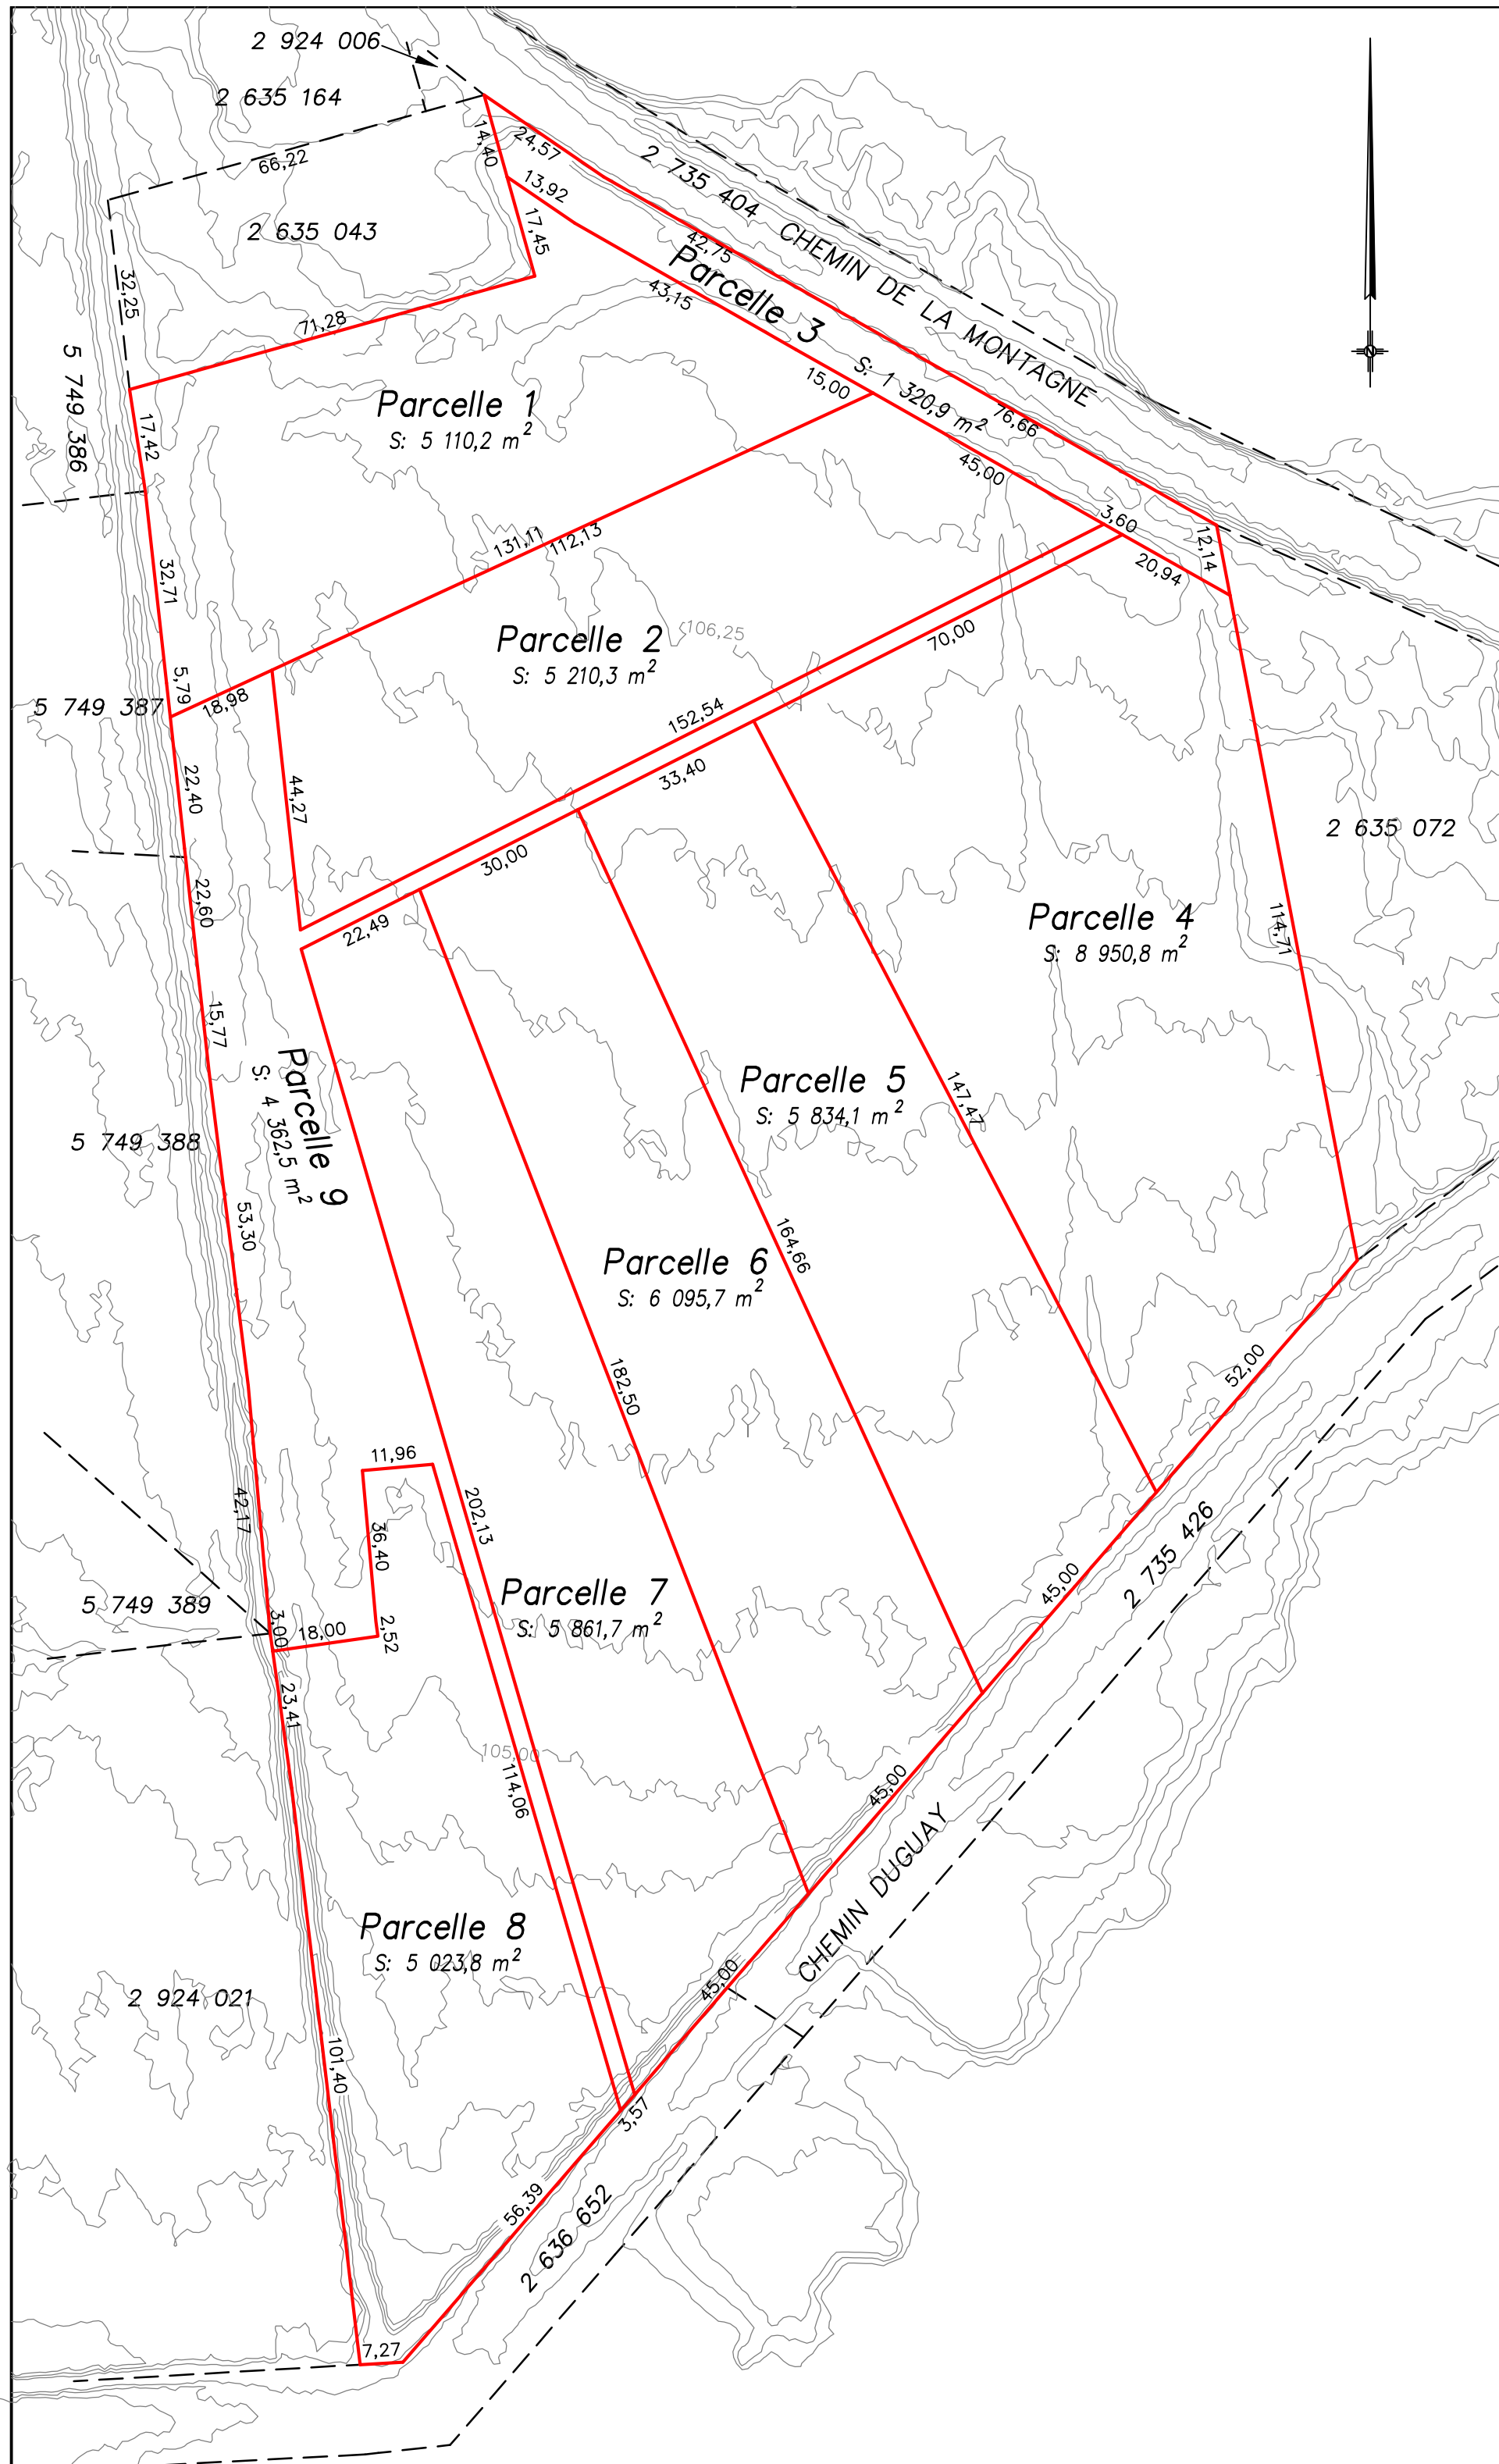 2 924 006
2 635 164
66,22
14,40
24,57
13,92
17,45
2 635 043
32,25
71,28
2 735 404 CHEMIN DE LA MONTAGNE
42,75
43,15
Parcelle 3
S: 1 320,9 m²
76,66
15,00
45,00
3,60
12,14
20,94
N
5 749 386
17,42
Parcelle 1
S: 5 110,2 m²
32,71
131,11
112,13
5,79
18,98
5 749 387
Parcelle 2
S: 5 210,3 m²
106,25
70,00
152,54
33,40
22,40
44,27
30,00
22,49
22,60
2 635 072
Parcelle 4
S: 8 950,8 m²
114,71
15,77
Parcelle 9
S: 4 362,5 m²
5 749 388
53,30
Parcelle 5
S: 5 834,1 m²
147,47
Parcelle 6
S: 6 095,7 m²
164,66
182,50
52,00
11,96
42,17
36,40
202,13
2 735 426
45,00
5 749 389
3,00
18,00
2,52
Parcelle 7
S: 5 861,7 m²
23,41
105,00
114,06
45,00
CHEMIN DUGUAY
Parcelle 8
S: 5 023,8 m²
2 924 021
45,00
101,40
3,57
56,39
2 636 652
7,27